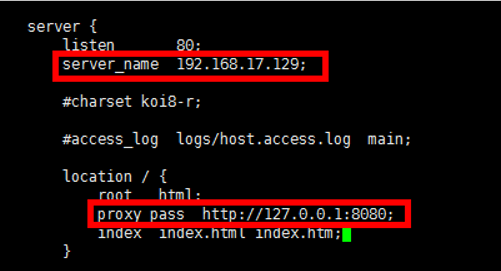 server {
listen 80;
server_name 192.168.17.129;
#charset koi8-r;
#access_log logs/host.access.log main;
location / {
root html;
proxy_pass http://127.0.0.1:8080;
index index.html index.htm;
}